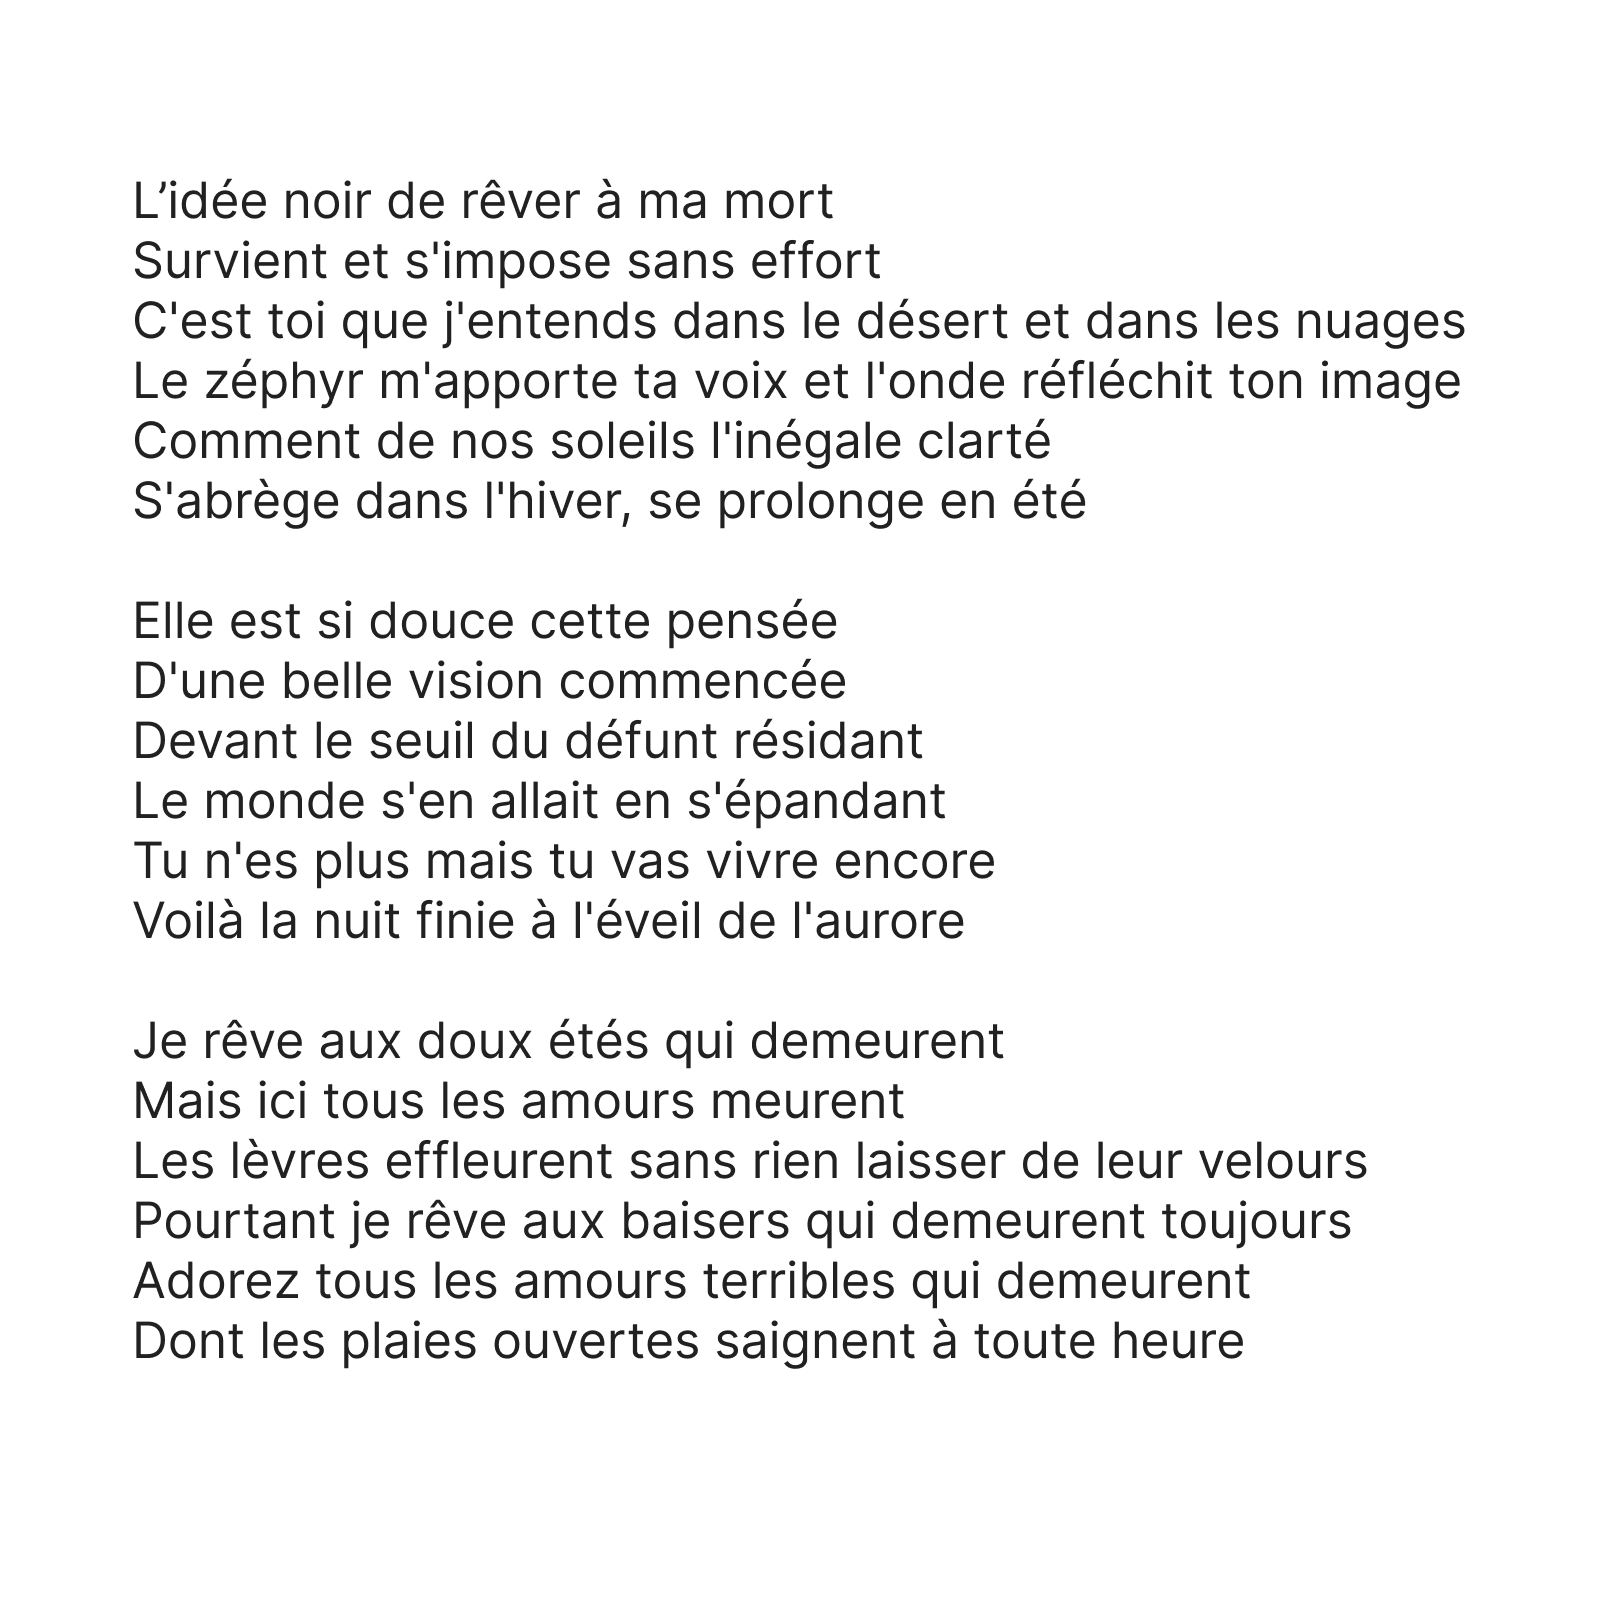 L’idée noir de rêver à ma mort
Survient et s'impose sans effort
C'est toi que j'entends dans le désert et dans les nuages
Le zéphyr m'apporte ta voix et l'onde réfléchit ton image
Comment de nos soleils l'inégale clarté
S'abrège dans l'hiver, se prolonge en été

Elle est si douce cette pensée
D'une belle vision commencée
Devant le seuil du défunt résidant
Le monde s'en allait en s'épandant
Tu n'es plus mais tu vas vivre encore
Voilà la nuit finie à l'éveil de l'aurore

Je rêve aux doux étés qui demeurent
Mais ici tous les amours meurent
Les lèvres effleurent sans rien laisser de leur velours
Pourtant je rêve aux baisers qui demeurent toujours
Adorez tous les amours terribles qui demeurent
Dont les plaies ouvertes saignent à toute heure